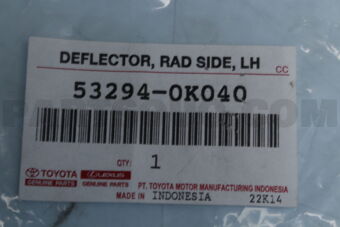 DEFLECTOR, RAD SIDE, LH
CC
53294-0K040
QTY: 1
TOYOTA LEXUS
GENUINE PARTS GENUINE PARTS PT. TOYOTA MOTOR MANUFACTURING INDONESIA
MADE IN INDONESIA 22K14